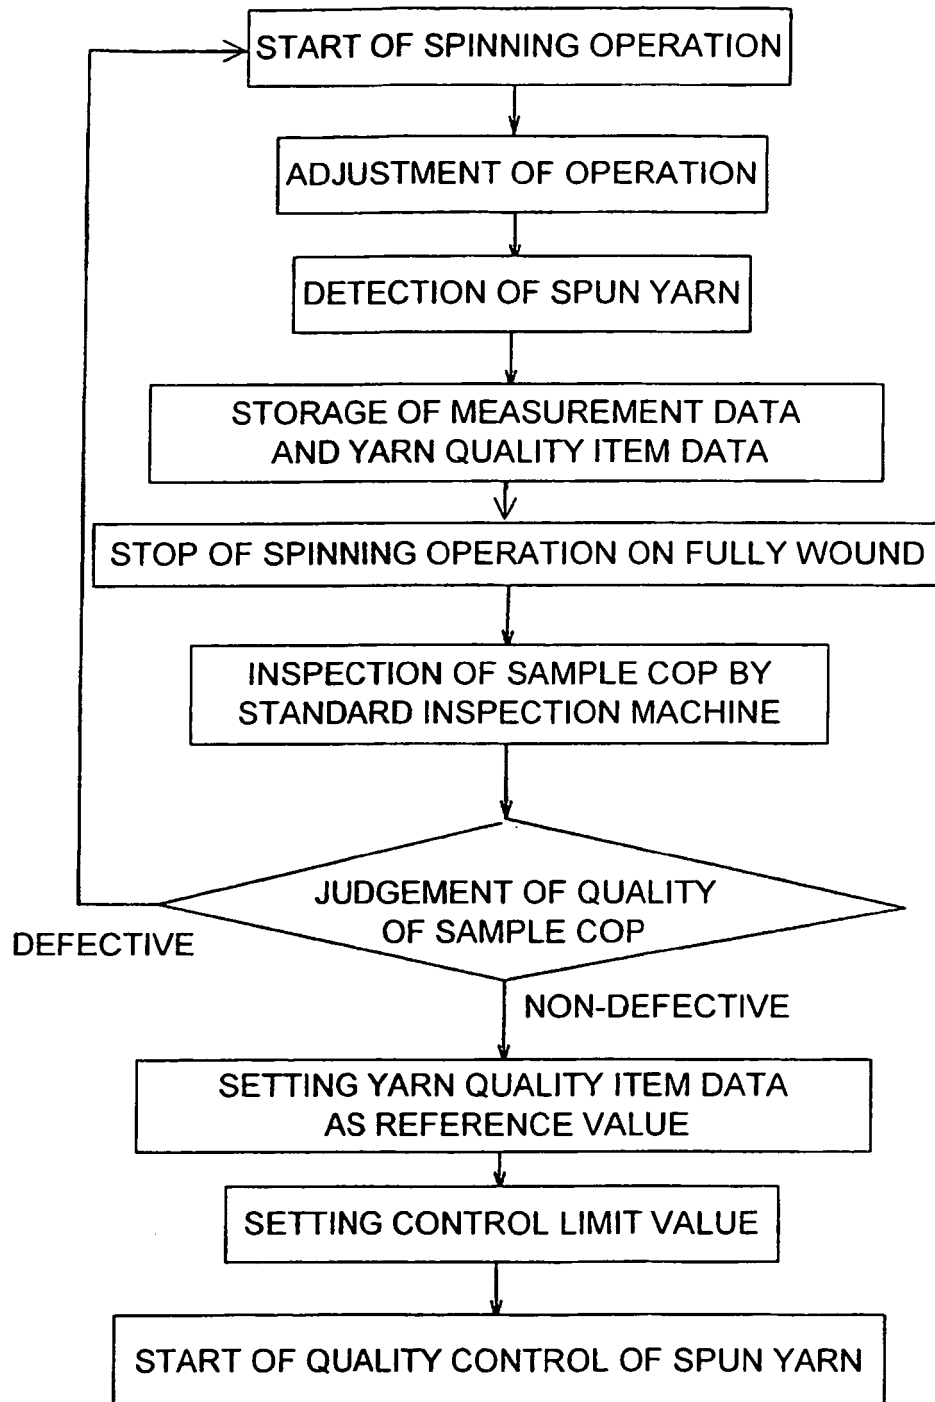 START OF SPINNING OPERATION
ADJUSTMENT OF OPERATION
DETECTION OF SPUN YARN
STORAGE OF MEASUREMENT DATA
AND YARN QUALITY ITEM DATA
STOP OF SPINNING OPERATION ON FULLY WOUND
INSPECTION OF SAMPLE COP BY
STANDARD INSPECTION MACHINE
JUDGEMENT OF QUALITY
OF SAMPLE COP
DEFECTIVE
NON-DEFECTIVE
SETTING YARN QUALITY ITEM DATA
AS REFERENCE VALUE
SETTING CONTROL LIMIT VALUE
START OF QUALITY CONTROL OF SPUN YARN